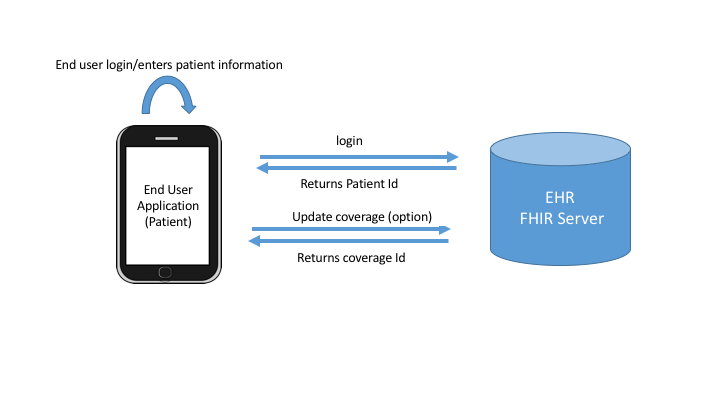 End user login/enters patient information
login
Returns Patient Id
End User
Application
(Patient)
EHR
FHIR Server
Update coverage (option)
Returns coverage Id